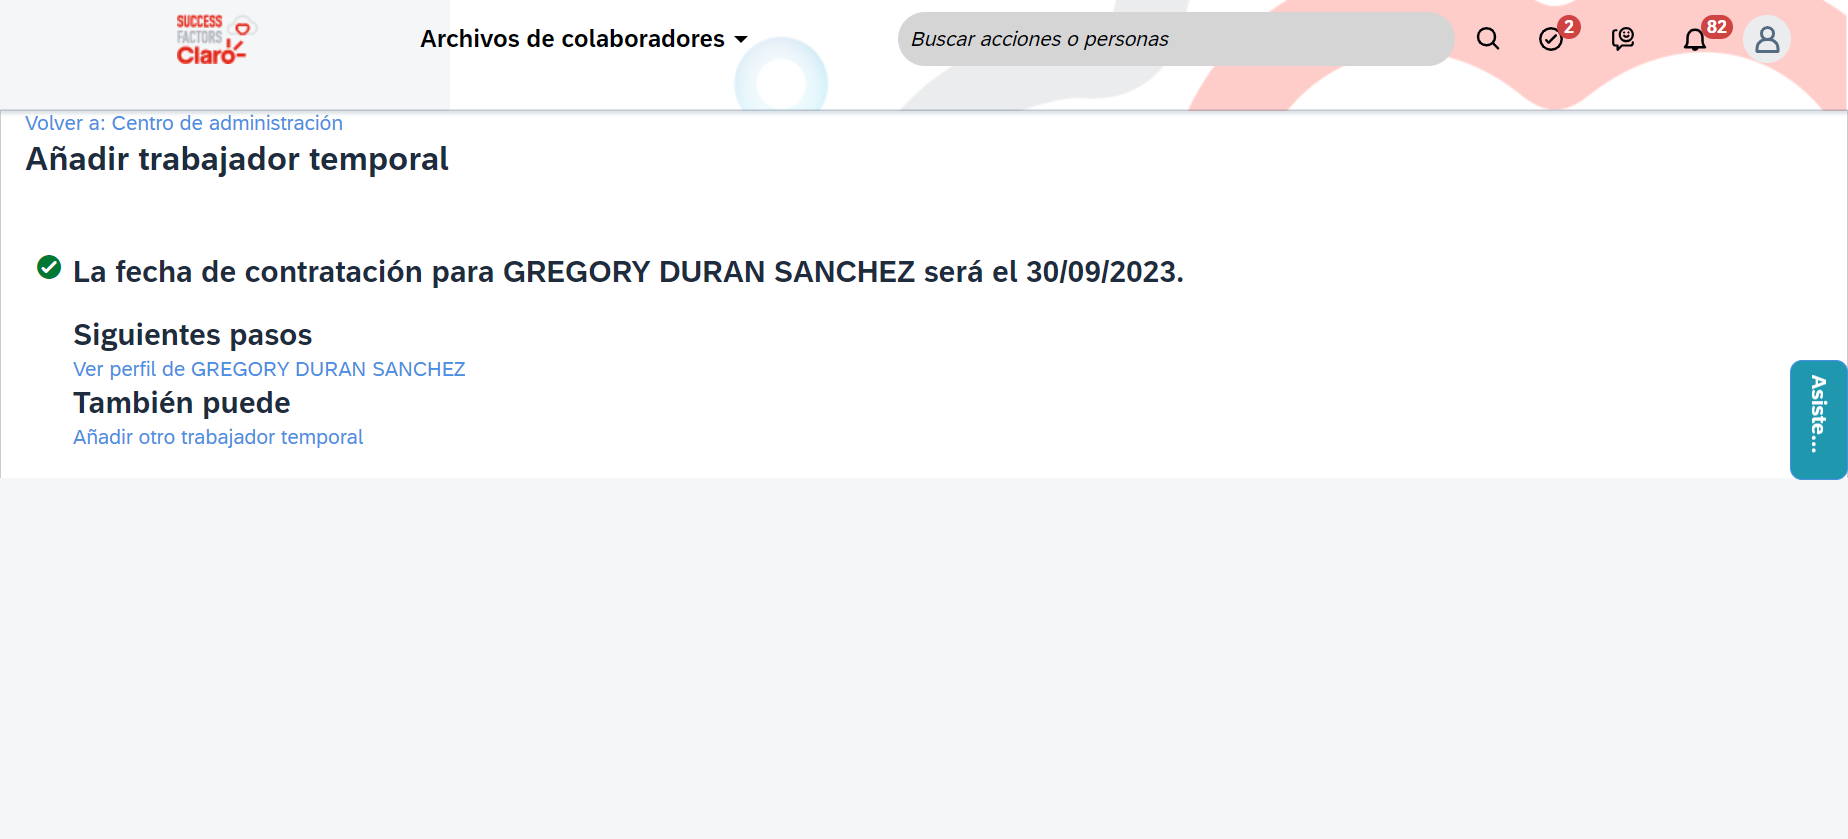 SUCCESS
FACTORS
Claro
Archivos de colaboradores
Buscar acciones o personas
2
82
Volver a: Centro de administración
Añadir trabajador temporal
La fecha de contratación para GREGORY DURAN SANCHEZ será el 30/09/2023.
Siguientes pasos
Ver perfil de GREGORY DURAN SANCHEZ
También puede
Añadir otro trabajador temporal
Asiste...